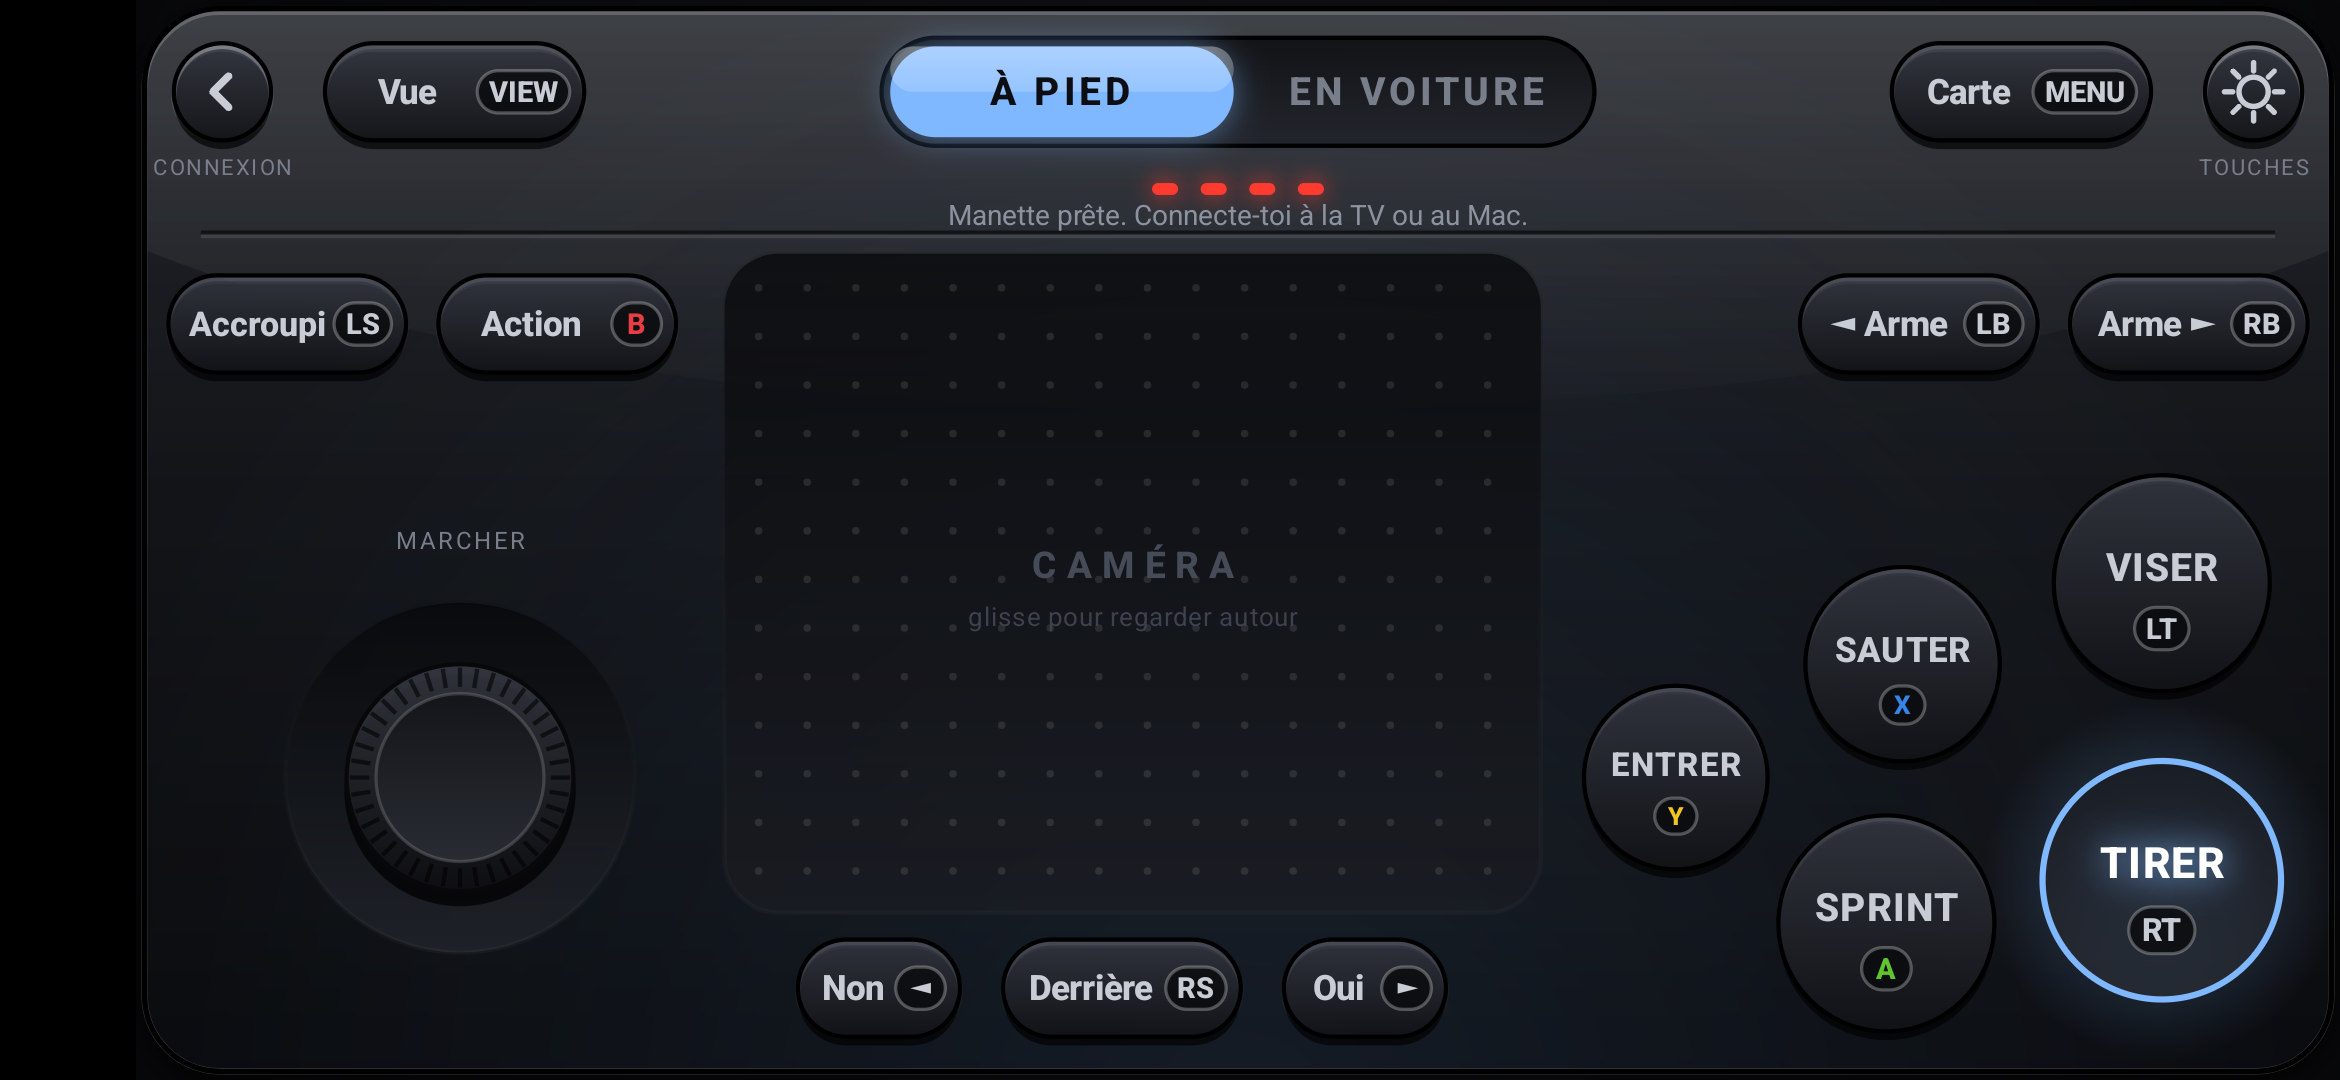 Vue VIEW
À PIED
EN VOITURE
Carte MENU
CONNEXION
TOUCHES
Manette prête. Connecte-toi à la TV ou au Mac.
Accroupi LS
Action B
◄ Arme LB
Arme ► RB
MARCHER
CAMÉRA
glisse pour regarder autour
VISER
LT
SAUTER
X
ENTRER
Y
TIRER
RT
SPRINT
A
Non ◄
Derrière RS
Oui ►